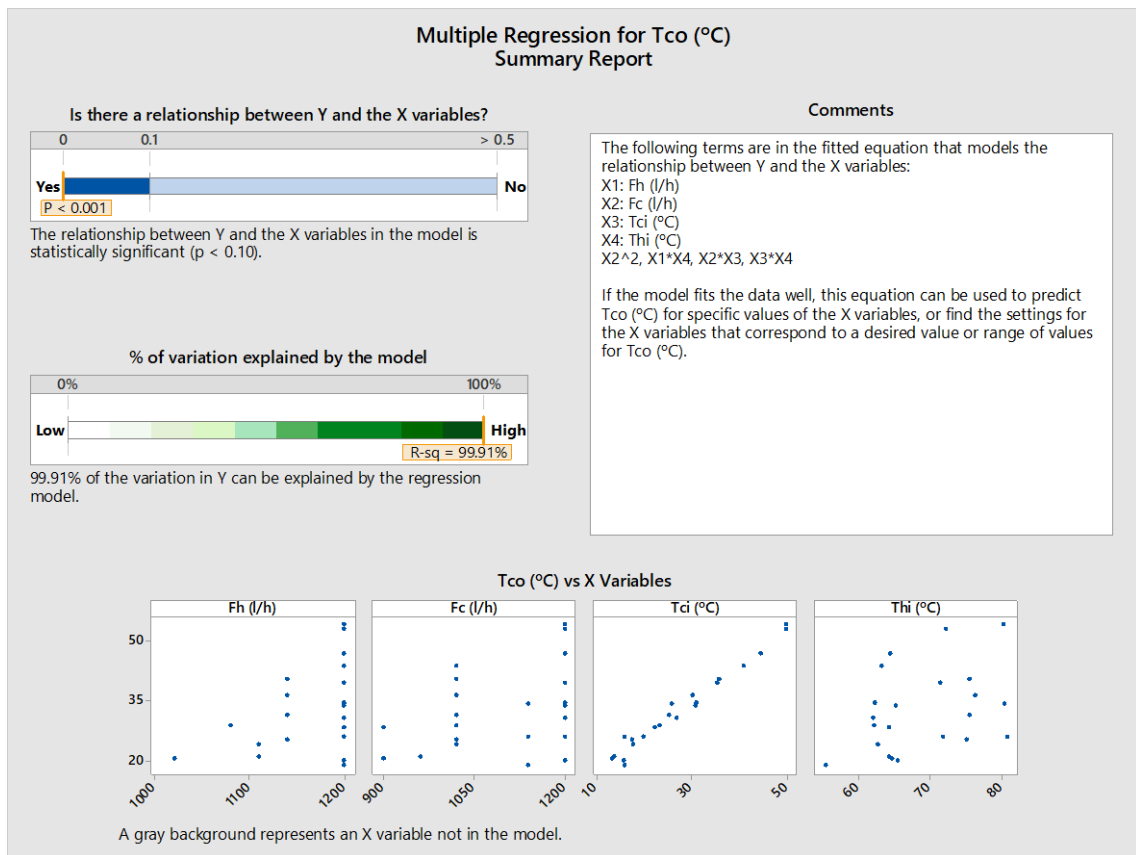 Multiple Regression for Tco (ºC)
Summary Report
Is there a relationship between Y and the X variables?
0 0.1 > 0.5
Yes No
P < 0.001
The relationship between Y and the X variables in the model is
statistically significant (p < 0.10).
% of variation explained by the model
0% 100%
Low High
R-sq = 99.91%
99.91% of the variation in Y can be explained by the regression
model.
Comments
The following terms are in the fitted equation that models the
relationship between Y and the X variables:
X1: Fh (l/h)
X2: Fc (l/h)
X3: Tci (ºC)
X4: Thi (ºC)
X2^2, X1*X4, X2*X3, X3*X4
If the model fits the data well, this equation can be used to predict
Tco (ºC) for specific values of the X variables, or find the settings for
the X variables that correspond to a desired value or range of values
for Tco (ºC).
Tco (ºC) vs X Variables
Fh (l/h) Fc (l/h) Tci (ºC) Thi (ºC)
50
35
20
1000 1100 1200 900 1050 1200 10 30 50 60 70 80
A gray background represents an X variable not in the model.